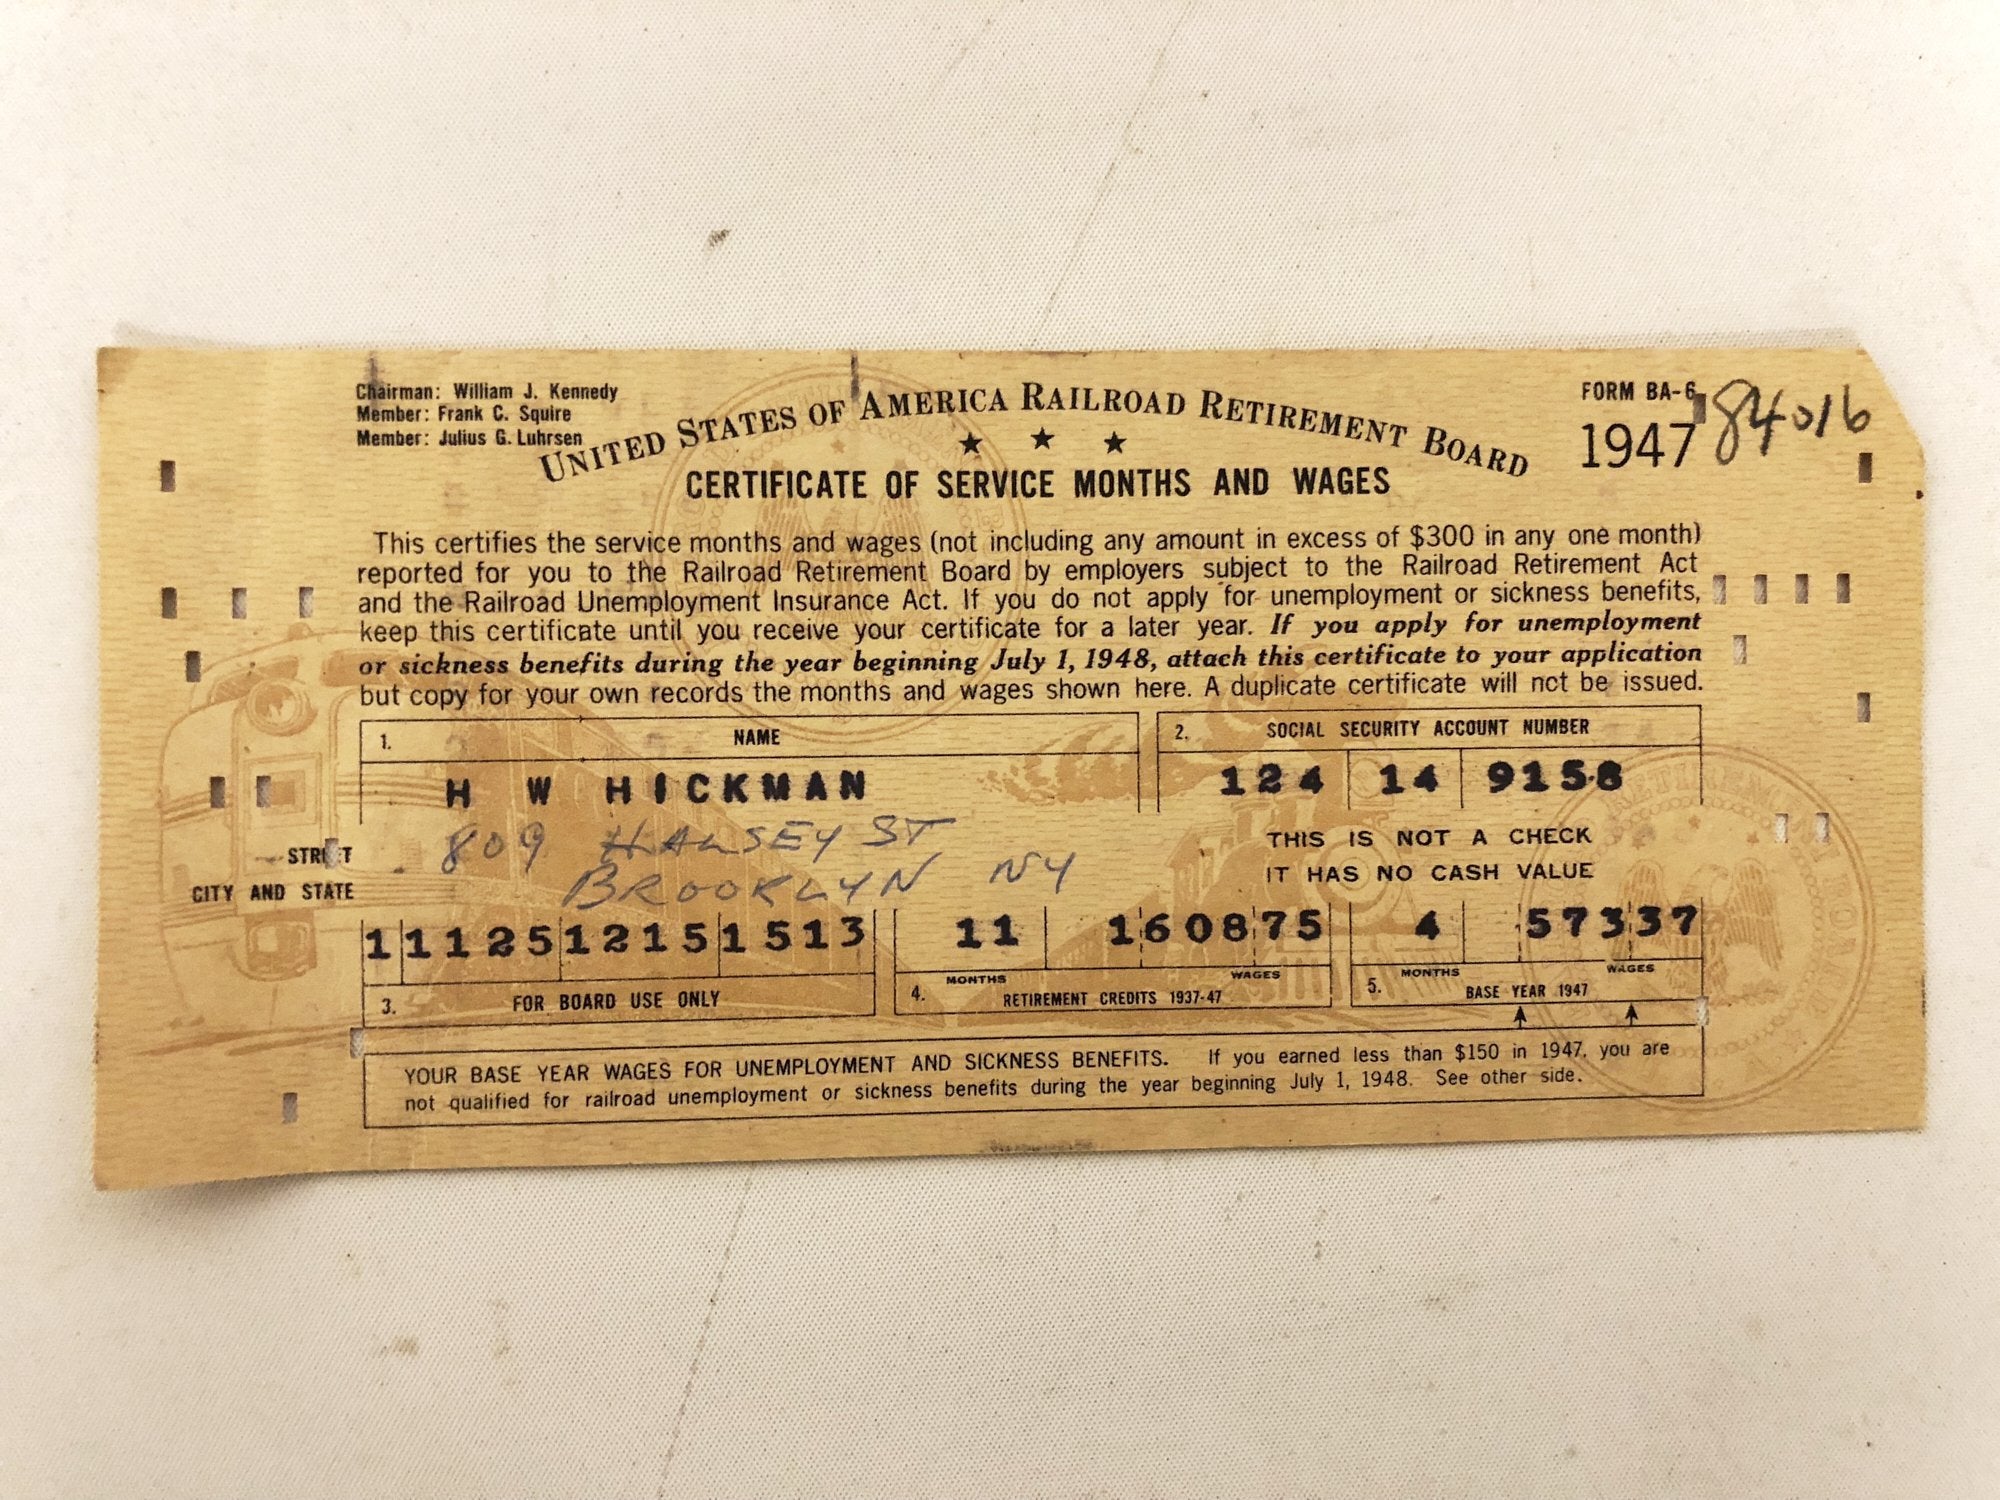 Chairman: William J. Kennedy
Member: Frank C. Squire
Member: Julius G. Luhrsen
UNITED STATES OF AMERICA RAILROAD RETIREMENT BOARD
★ ★ ★
CERTIFICATE OF SERVICE MONTHS AND WAGES
FORM BA-6
1947
84016
This certifies the service months and wages (not including any amount in excess of $300 in any one month)
reported for you to the Railroad Retirement Board by employers subject to the Railroad Retirement Act
and the Railroad Unemployment Insurance Act. If you do not apply for unemployment or sickness benefits,
keep this certificate until you receive your certificate for a later year. If you apply for unemployment
or sickness benefits during the year beginning July 1, 1948, attach this certificate to your application
but copy for your own records the months and wages shown here. A duplicate certificate will not be issued.
1. NAME
H W HICKMAN
2. SOCIAL SECURITY ACCOUNT NUMBER
124 14 9158
STREET 809 HALSEY ST
CITY AND STATE BROOKLYN NY
THIS IS NOT A CHECK
IT HAS NO CASH VALUE
1 1125 1215 1513
3. FOR BOARD USE ONLY
11 1608 75
MONTHS WAGES
4. RETIREMENT CREDITS 1937-47
4 573 37
MONTHS WAGES
5. BASE YEAR 1947
YOUR BASE YEAR WAGES FOR UNEMPLOYMENT AND SICKNESS BENEFITS. If you earned less than $150 in 1947, you are
not qualified for railroad unemployment or sickness benefits during the year beginning July 1, 1948. See other side.